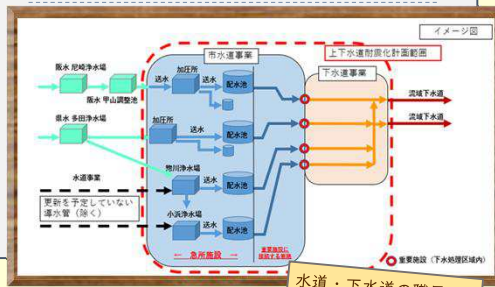 イメージ図
上下水道耐震化計画範囲
市水道事業
下水道事業
阪水 尼崎浄水場
加圧所
送水
送水
配水池
阪水 甲山調整池
流域下水道
流域下水道
県水 多田浄水場
加圧所
送水
配水池
水道事業
惣川浄水場
送水
配水池
更新を予定していない
導水管(除く)
小浜浄水場
送水
配水池
← 急所施設 →
重要施設に
接続する管路
重要施設(下水処理区域内)
水道・下水道の